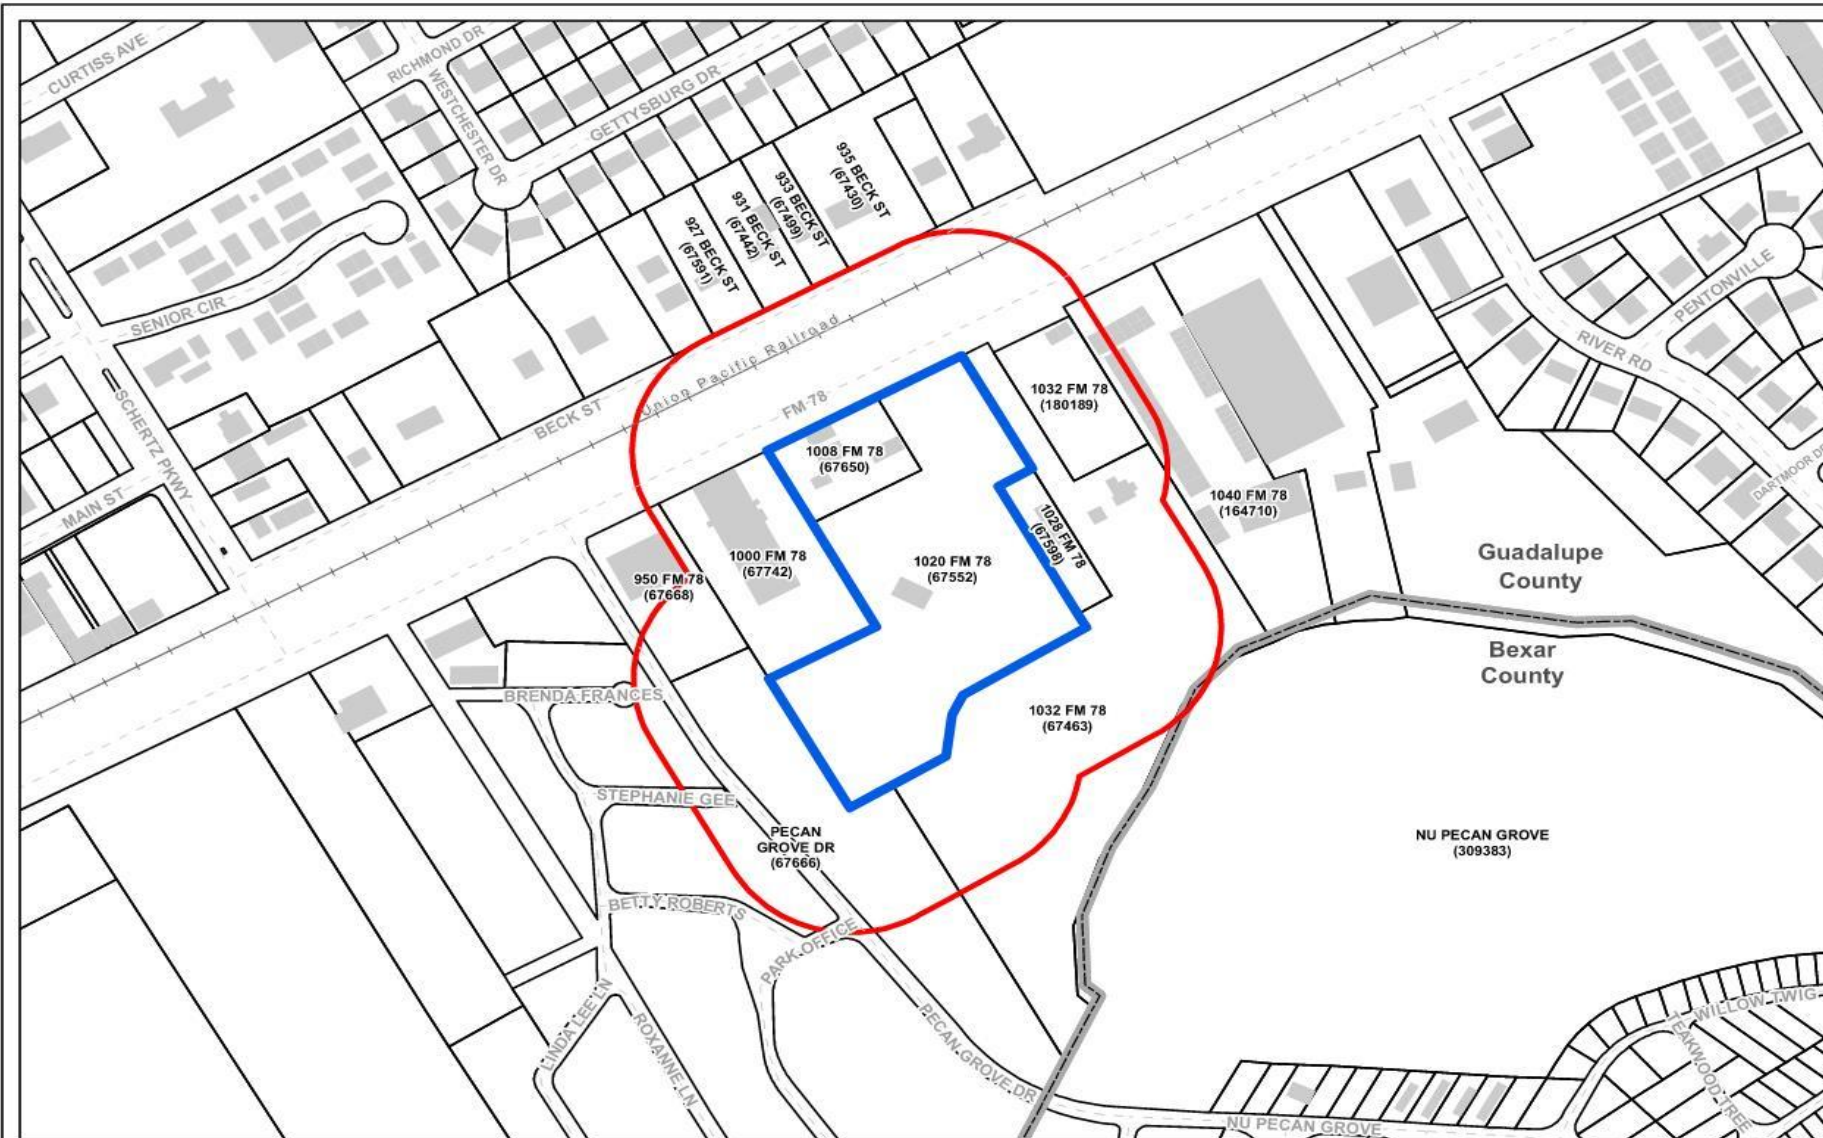 CURTISS AVE
RICHMOND DR
WESTCHESTER DR
GETTYSBURG DR
935 BECK ST
(67430)
933 BECK ST
(67499)
931 BECK ST
(67442)
927 BECK ST
(67591)
SENIOR CIR
SCHERTZ PKWY
MAIN ST
BECK ST
Union Pacific Railroad
FM 78
PENTONVILLE
RIVER RD
DARTMOOR DR
1032 FM 78
(180189)
1008 FM 78
(67650)
1040 FM 78
(164710)
1028 FM 78
(67598)
1000 FM 78
(67742)
1020 FM 78
(67552)
950 FM 78
(67668)
Guadalupe
County
Bexar
County
BRENDA FRANCES
1032 FM 78
(67463)
STEPHANIE GEE
PECAN
GROVE DR
(67666)
NU PECAN GROVE
(309383)
BETTY ROBERTS
PARK OFFICE
LINDA LEE LN
ROXANNE LN
PECAN GROVE DR
WILLOW TWIG
TEAKWOOD TREE
NU PECAN GROVE